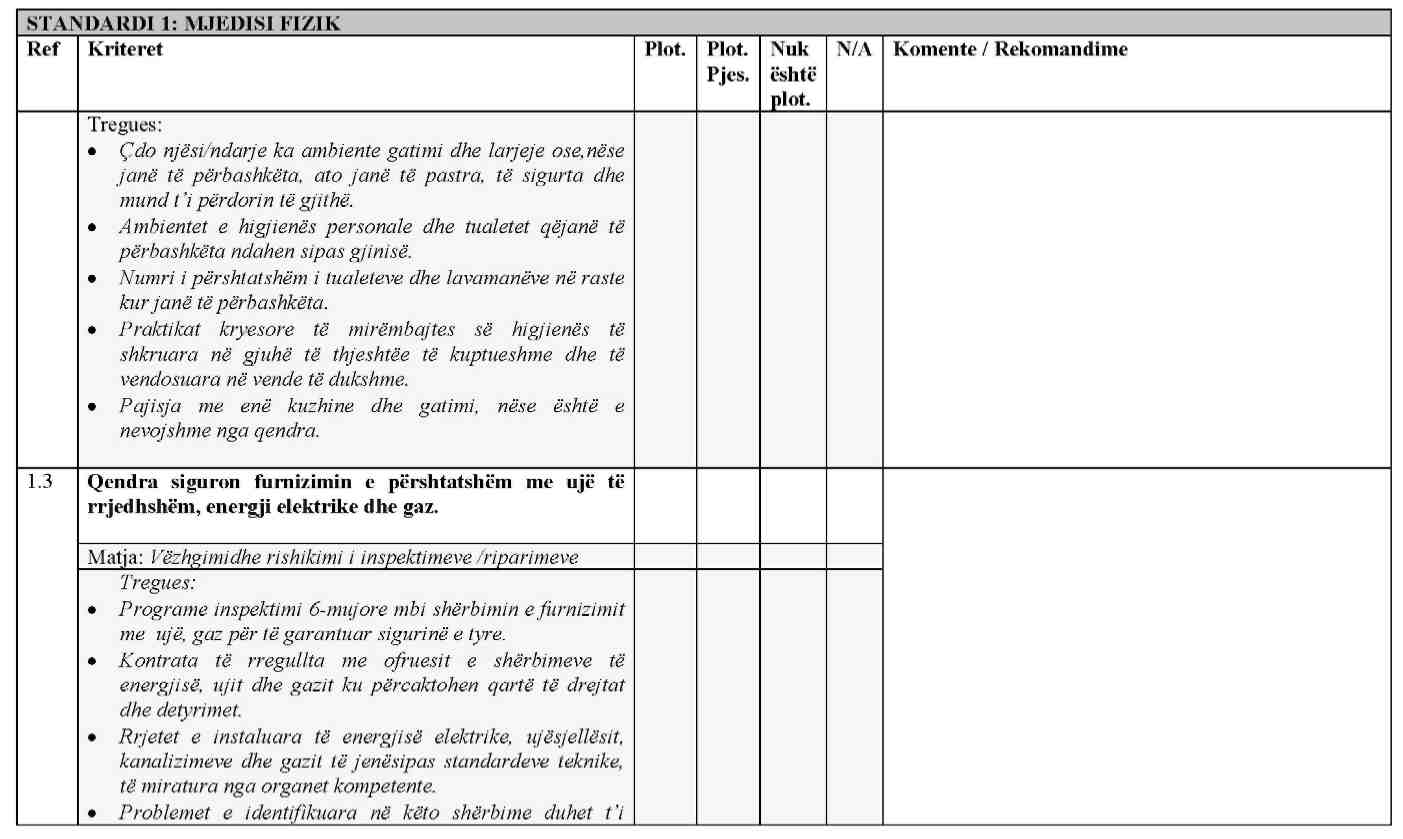 STANDARDI 1: MJEDISI FIZIK
Ref Kriteret Plot. Plot. Nuk N/A Komente / Rekomandime
Pjes. është
plot.
Tregues:
• Çdo njësi/ndarje ka ambiente gatimi dhe larjeje ose,nëse
janë të përbashkëta, ato janë të pastra, të sigurta dhe
mund t’i përdorin të gjithë.
• Ambientet e higjienës personale dhe tualetet qëjanë të
përbashkëta ndahen sipas gjinisë.
• Numri i përshtatshëm i tualeteve dhe lavamanëve në raste
kur janë të përbashkëta.
• Praktikat kryesore të mirëmbajtes së higjienës të
shkruara në gjuhë të thjeshtëe të kuptueshme dhe të
vendosuara në vende të dukshme.
• Pajisja me enë kuzhine dhe gatimi, nëse është e
nevojshme nga qendra.
1.3 Qendra siguron furnizimin e përshtatshëm me ujë të
rrjedhshëm, energji elektrike dhe gaz.
Matja: Vëzhgimidhe rishikimi i inspektimeve /riparimeve
Tregues:
• Programe inspektimi 6-mujore mbi shërbimin e furnizimit
me ujë, gaz për të garantuar sigurinë e tyre.
• Kontrata të rregullta me ofruesit e shërbimeve të
energjisë, ujit dhe gazit ku përcaktohen qartë të drejtat
dhe detyrimet.
• Rrjetet e instaluara të energjisë elektrike, ujësjellësit,
kanalizimeve dhe gazit të jenësipas standardeve teknike,
të miratura nga organet kompetente.
• Problemet e identifikuara në këto shërbime duhet t’i